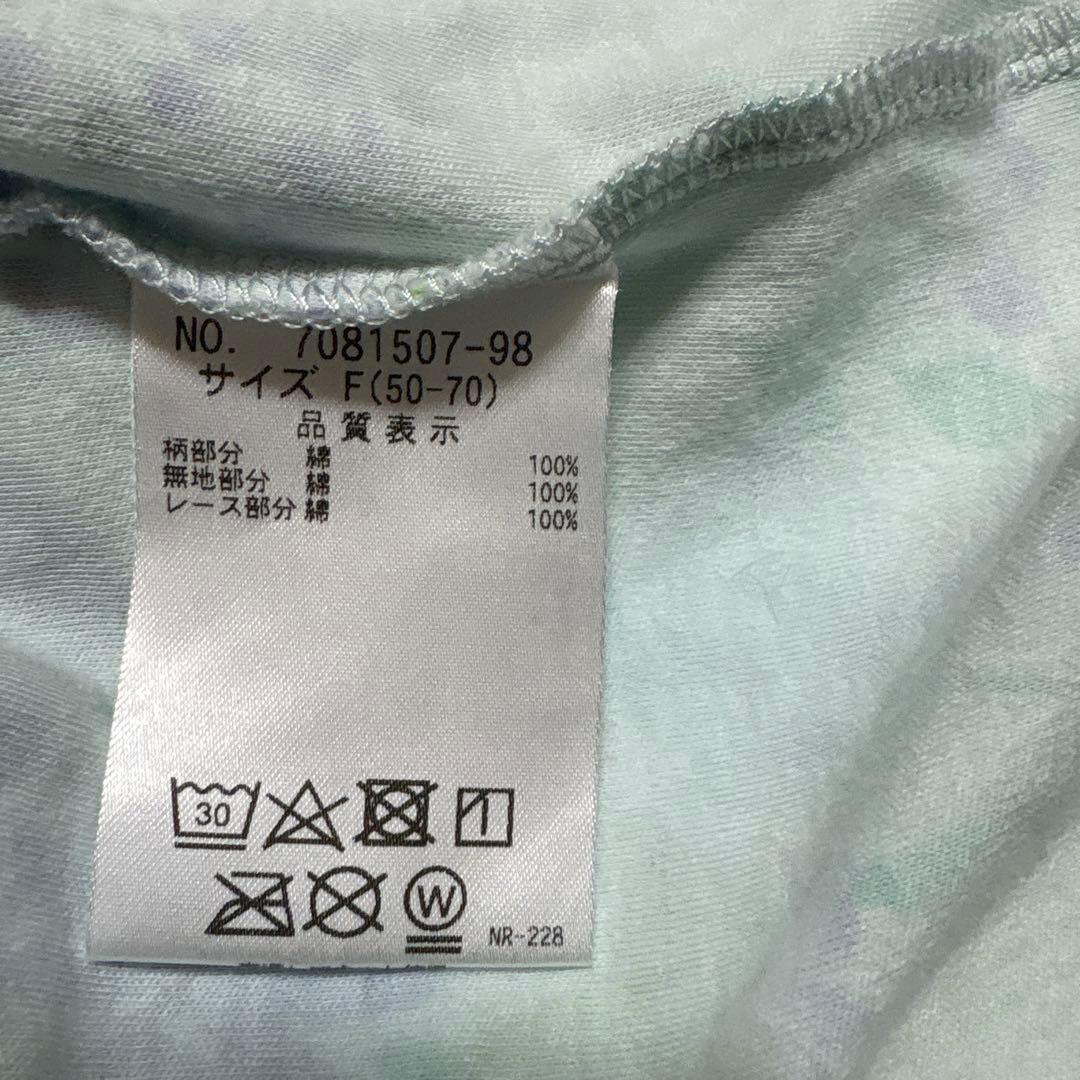 NO. 7081507-98
サイズ F(50-70)
品質表示
柄部分 綿 100%
無地部分 綿 100%
レース部分 綿 100%
30
W
NR-228